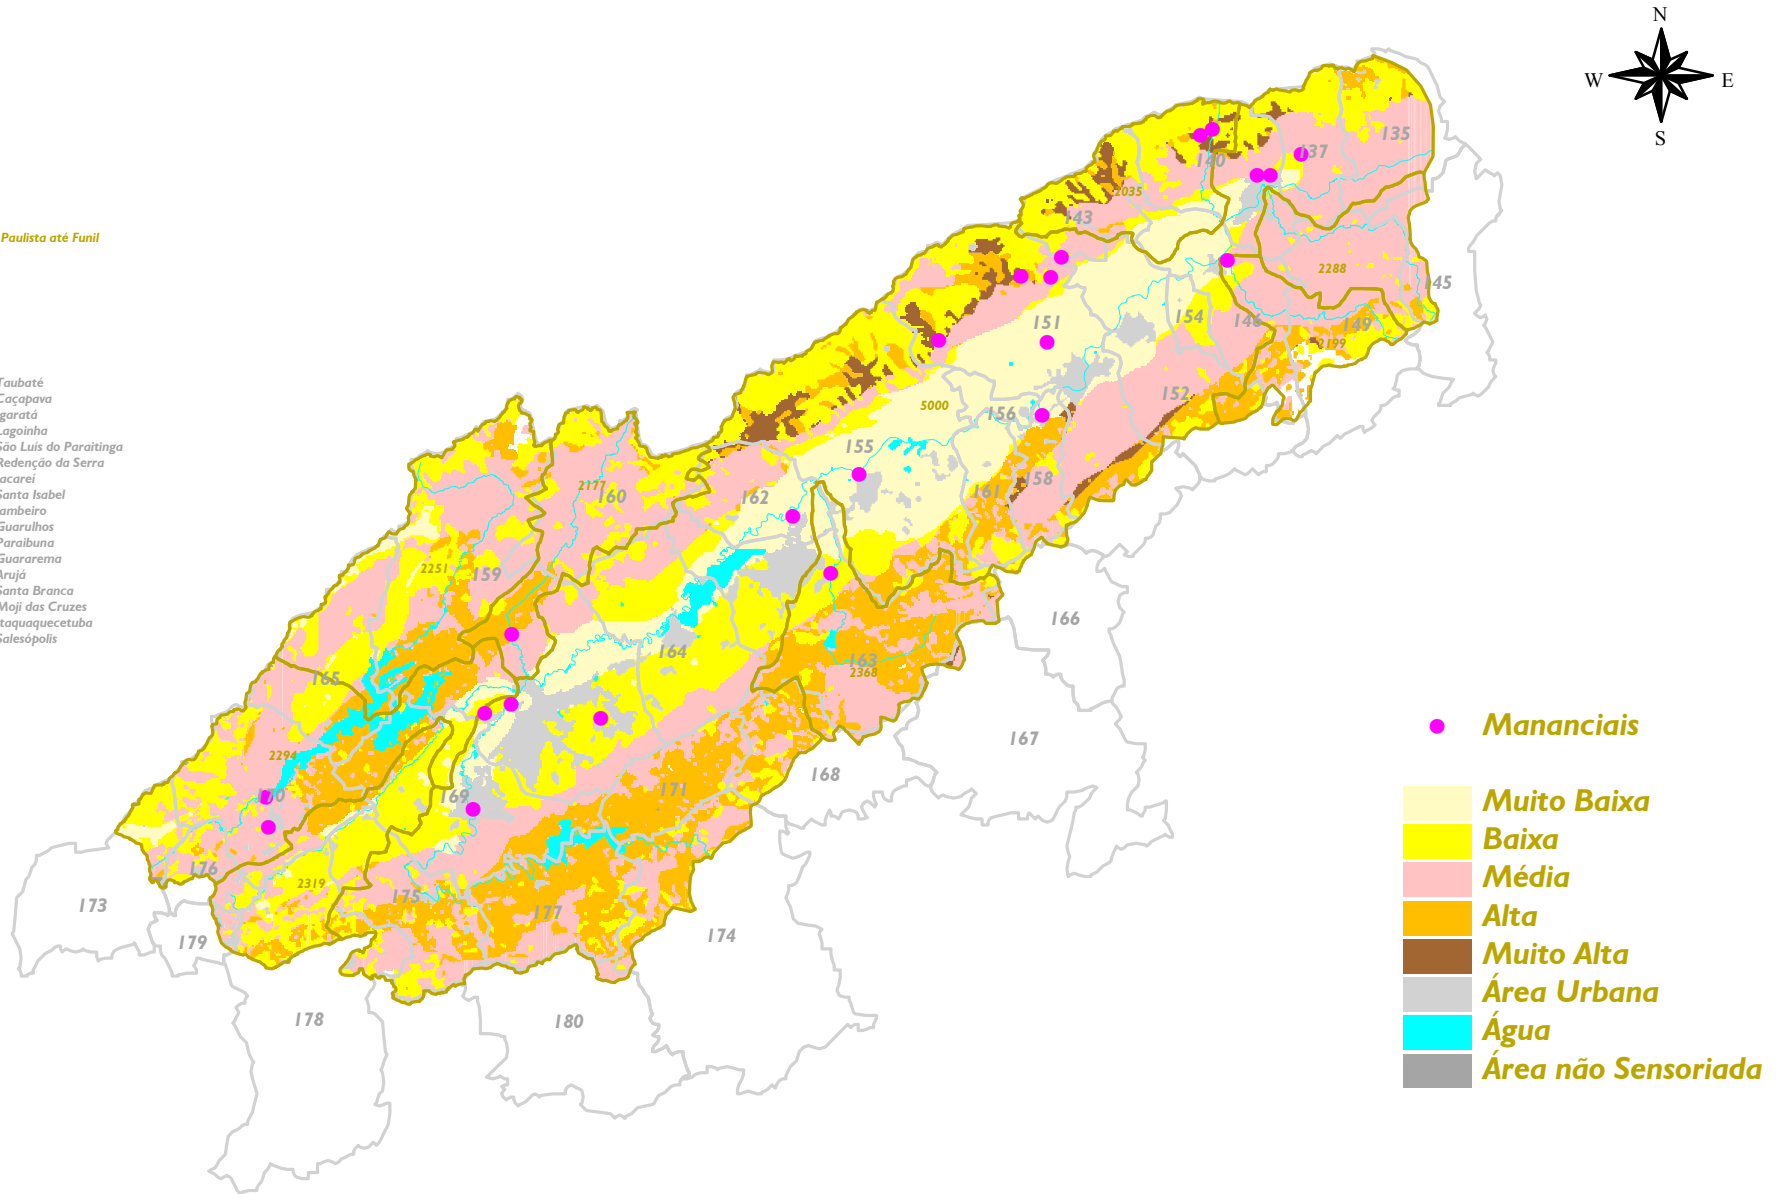 N
W E
S
Paulista até Funil
Taubaté
Caçapava
garatá
Lagoinha
São Luis do Paraitinga
Redenção da Serra
acareí
Santa Isabel
ambeiro
Guarulhos
Paraibuna
Guararema
Arujá
Santa Branca
Moji das Cruzes
taquaquecetuba
Salesópolis
135
137
140
2035
143
2288
145
151
154
146
149
2199
152
5000
156
155
158
161
162
2177
160
2251
159
166
164
163
2368
165
167
2294
168
171
169
176
2319
175
173
177
174
179
178
180
Mananciais
Muito Baixa
Baixa
Média
Alta
Muito Alta
Área Urbana
Água
Área não Sensoriada